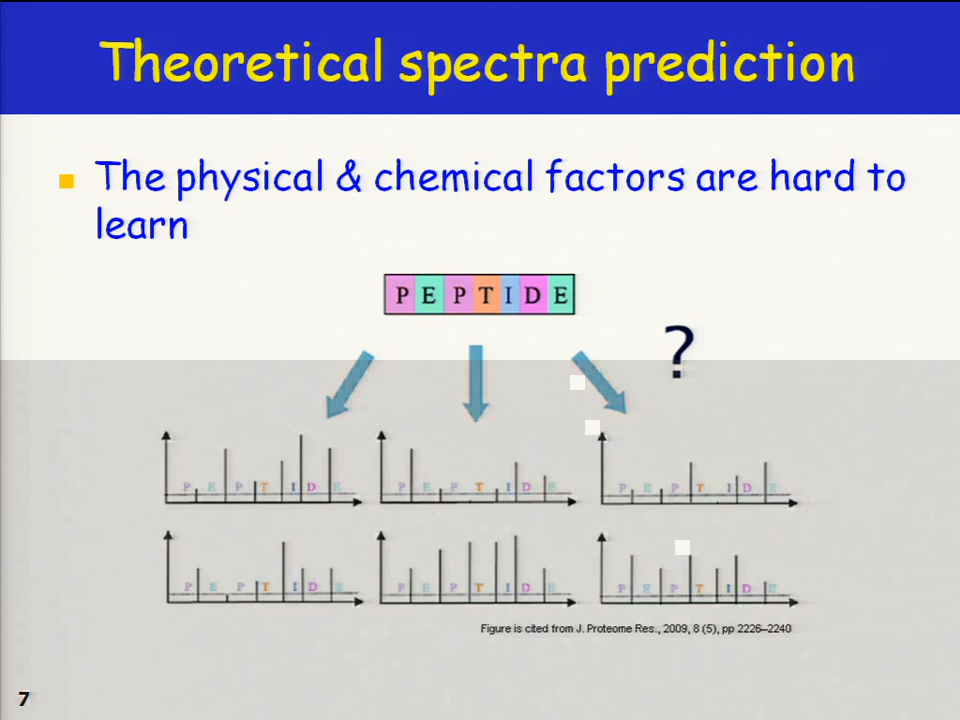 Theoretical spectra prediction
The physical & chemical factors are hard to
learn
P E P T I D E
?
P E P T I D E
P E P T I D E
P E P T I D E
P E P T I D E
P E P T I D E
P E P T I D E
Figure is cited from J. Proteome Res., 2009, 8 (5), pp 2226–2240
7